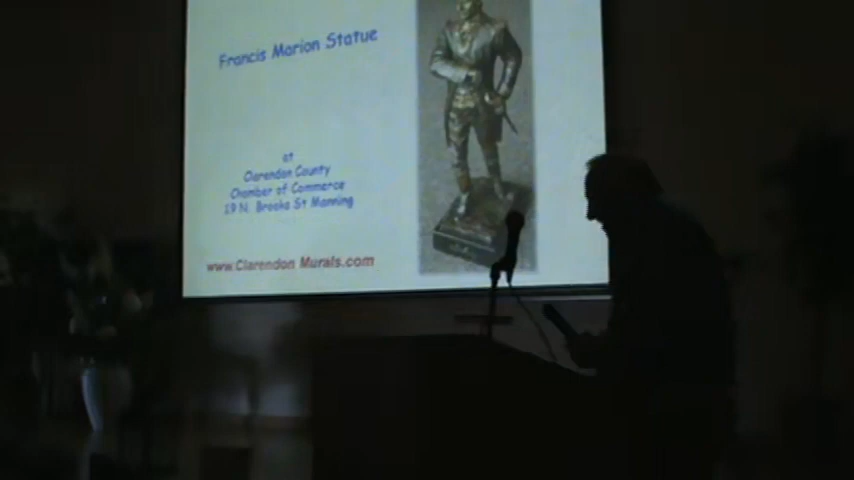 Francis Marion Statue
at
Clarendon County
Chamber of Commerce
19 N. Brooks St Manning
www.Clarendon Murals.com